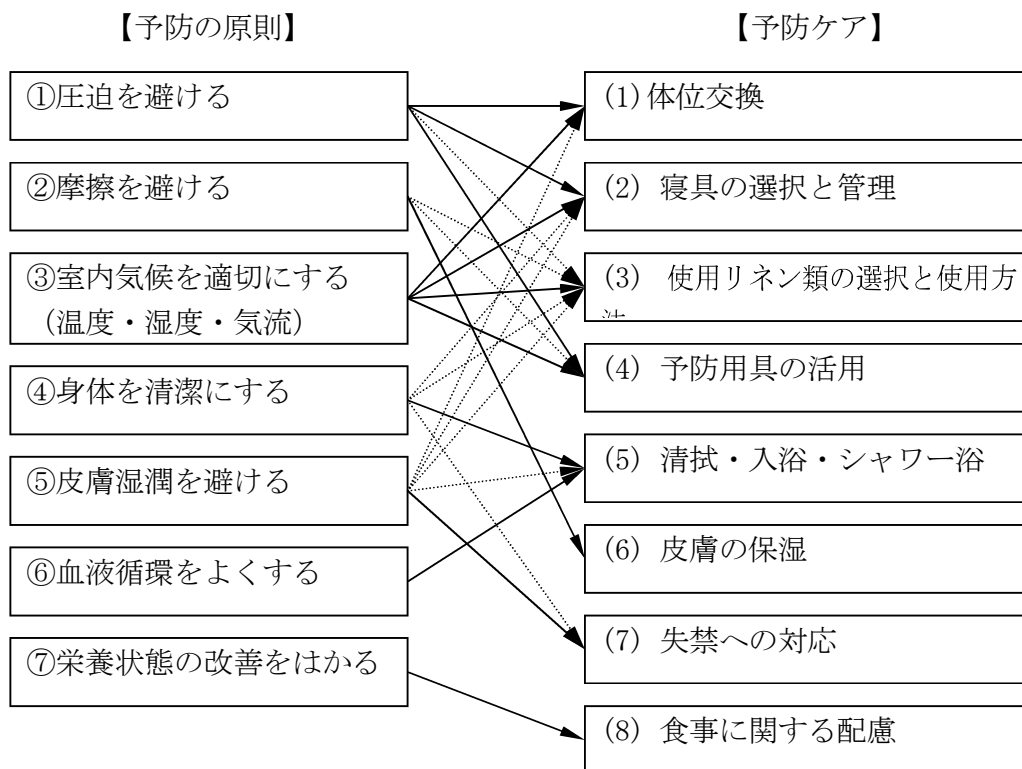 【予防の原則】
【予防ケア】
①圧迫を避ける
②摩擦を避ける
③室内気候を適切にする
（温度・湿度・気流）
④身体を清潔にする
⑤皮膚湿潤を避ける
⑥血液循環をよくする
⑦栄養状態の改善をはかる
(1)体位交換
(2) 寝具の選択と管理
(3) 使用リネン類の選択と使用方
(4) 予防用具の活用
(5) 清拭・入浴・シャワー浴
(6) 皮膚の保湿
(7) 失禁への対応
(8) 食事に関する配慮